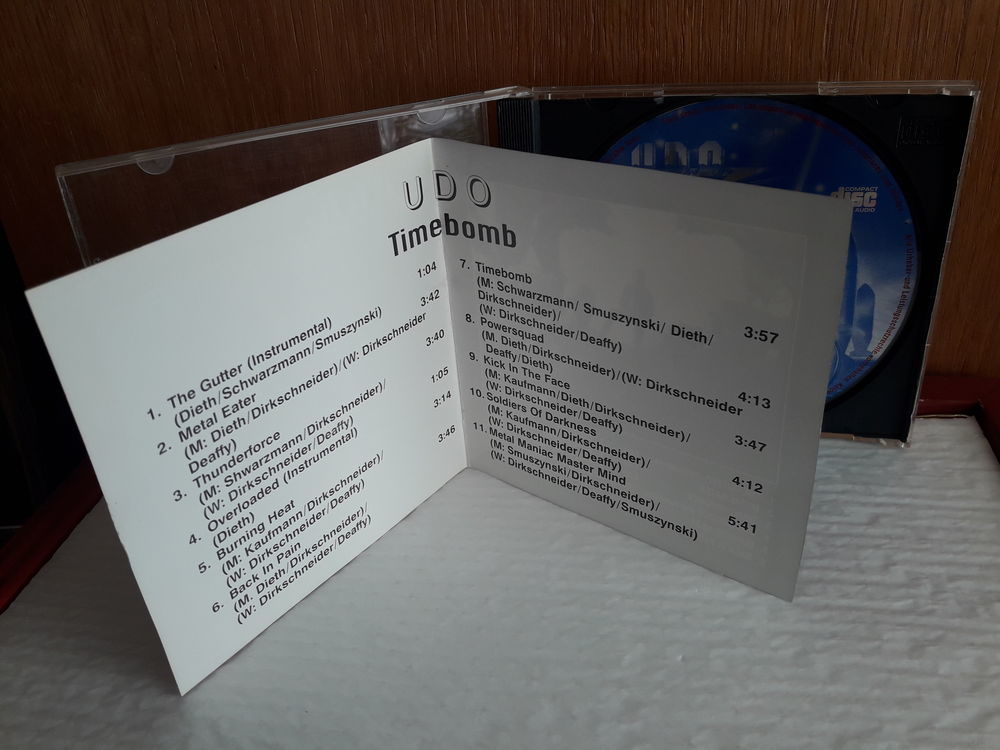 UDO
Timebomb
1. The Gutter (Instrumental) 1:04
(Dieth/Schwarzmann/Smuszynski)
2. Metal Eater 3:42
(M: Dieth/Dirkschneider)/(W: Dirkschneider
Deaffy)
3. Thunderforce 3:40
(M: Shwarzmann/Dirkschneider)/
(W: Dirkschneider/Deaffy)
4. Overloaded (Instrumental) 1:05
(Dieth)
5. Burning Heat 3:14
(M: Kaufmann/Dirkschneider)/
(W: Dirkschneider/Deaffy)
6. Back In Pain 3:46
(M. Dieth/Dirkschneider)/
(W: Dirkschneider/Deaffy)
7. Timebomb 3:57
(M: Schwarzmann/ Smuszynski/ Dieth/
Dirkschneider)/
(W: Dirkschneider/Deaffy)
8. Powersquad 4:13
(M. Dieth/Dirkschneider)/(W: Dirkschneider
Deaffy/Dieth)
9. Kick In The Face 3:47
(M: Kaufmann/Dieth/Dirkschneider)/
(W: Dirkschneider/Deaffy)
10. Soldiers Of Darkness 4:12
(M: Kaufmann/Dirkschneider)/
(W: Dirkschneider/Deaffy)
11. Metal Maniac Master Mind 5:41
(M: Smuszynski/Dirkschneider)/
(W: Dirkschneider/Deaffy/Smuszynski)
UDO
COMPACT
disc
AUDIO
und Leistungsschutzrechte